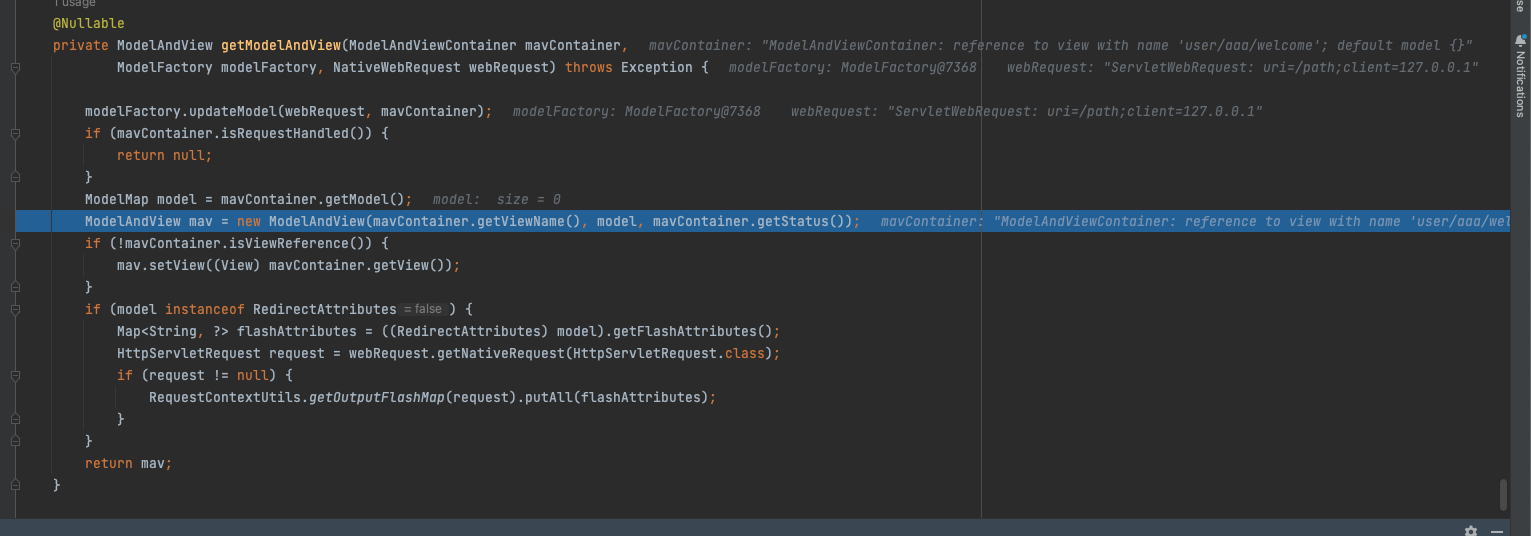 1 usage
@Nullable
private ModelAndView getModelAndView(ModelAndViewContainer mavContainer,   mavContainer: "ModelAndViewContainer: reference to view with name 'user/aaa/welcome'; default model {}"
ModelFactory modelFactory, NativeWebRequest webRequest) throws Exception {   modelFactory: ModelFactory@7368    webRequest: "ServletWebRequest: uri=/path;client=127.0.0.1"
modelFactory.updateModel(webRequest, mavContainer);   modelFactory: ModelFactory@7368    webRequest: "ServletWebRequest: uri=/path;client=127.0.0.1"
if (mavContainer.isRequestHandled()) {
return null;
}
ModelMap model = mavContainer.getModel();   model:  size = 0
ModelAndView mav = new ModelAndView(mavContainer.getViewName(), model, mavContainer.getStatus());   mavContainer: "ModelAndViewContainer: reference to view with name 'user/aaa/wel
if (!mavContainer.isViewReference()) {
mav.setView((View) mavContainer.getView());
}
if (model instanceof RedirectAttributes = false ) {
Map<String, ?> flashAttributes = ((RedirectAttributes) model).getFlashAttributes();
HttpServletRequest request = webRequest.getNativeRequest(HttpServletRequest.class);
if (request != null) {
RequestContextUtils.getOutputFlashMap(request).putAll(flashAttributes);
}
}
return mav;
}
se
Notifications